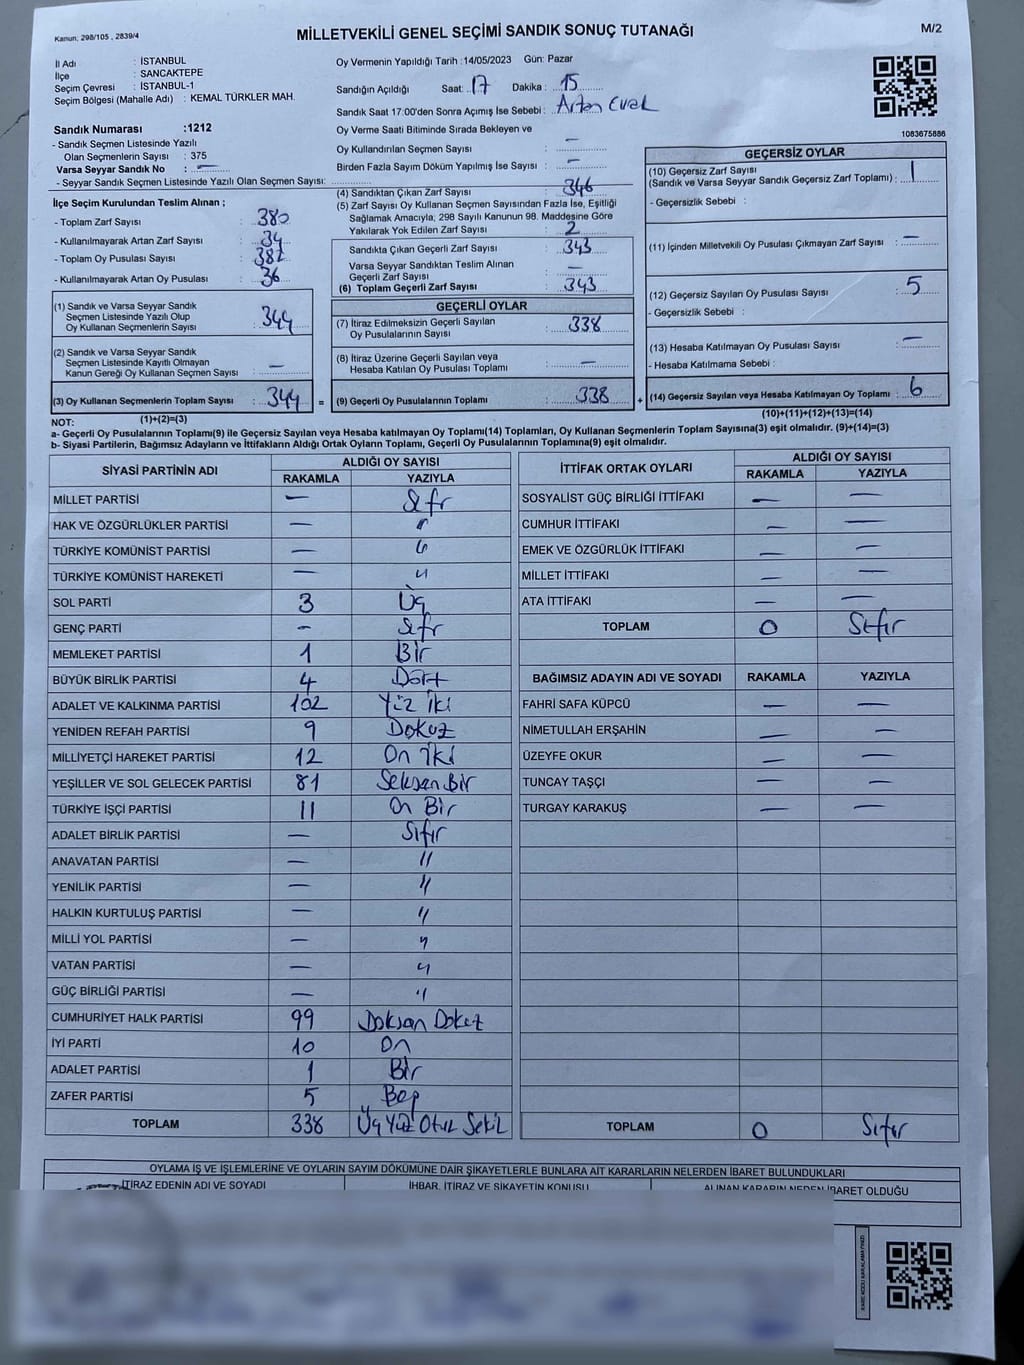 Kanun; 298/105 , 2839/4
MİLLETVEKİLİ GENEL SEÇİMİ SANDIK SONUÇ TUTANAĞI
M/2
İl Adı : İSTANBUL
İlçe : SANCAKTEPE
Seçim Çevresi : İSTANBUL-1
Seçim Bölgesi (Mahalle Adı) : KEMAL TÜRKLER MAH.
Oy Vermenin Yapıldığı Tarih :14/05/2023 Gün: Pazar
Sandığın Açıldığı Saat: 17 Dakika : 15
Sandık Saat 17:00'den Sonra Açımış İse Sebebi : Artan Evrak
Sandık Numarası :1212
- Sandık Seçmen Listesinde Yazılı
Olan Seçmenlerin Sayısı : 375
Varsa Seyyar Sandık No : —
- Seyyar Sandık Seçmen Listesinde Yazılı Olan Seçmen Sayısı:
Oy Verme Saati Bitiminde Sırada Bekleyen ve
Oy Kullandırılan Seçmen Sayısı : —
Birden Fazla Sayım Döküm Yapılmış İse Sayısı : —
1083675886
İlçe Seçim Kurulundan Teslim Alınan ;
- Toplam Zarf Sayısı : 380
- Kullanılmayarak Artan Zarf Sayısı : 34
- Toplam Oy Pusulası Sayısı : 382
- Kullanılmayarak Artan Oy Pusulası : 36
(4) Sandıktan Çıkan Zarf Sayısı : 346
(5) Zarf Sayısı Oy Kullanan Seçmen Sayısından Fazla İse, Eşitliği
Sağlamak Amacıyla, 298 Sayılı Kanunun 98. Maddesine Göre
Yakılarak Yok Edilen Zarf Sayısı : 2
Sandıkta Çıkan Geçerli Zarf Sayısı : 343
Varsa Seyyar Sandıktan Teslim Alınan
Geçerli Zarf Sayısı : —
(6) Toplam Geçerli Zarf Sayısı : 343
GEÇERSİZ OYLAR
(10) Geçersiz Zarf Sayısı
(Sandık ve Varsa Seyyar Sandık Geçersiz Zarf Toplamı) : 1
- Geçersizlik Sebebi :
(11) İçinden Milletvekili Oy Pusulası Çıkmayan Zarf Sayısı : —
(12) Geçersiz Sayılan Oy Pusulası Sayısı : 5
- Geçersizlik Sebebi :
(13) Hesaba Katılmayan Oy Pusulası Sayısı : —
- Hesaba Katılmama Sebebi :
(14) Geçersiz Sayılan veya Hesaba Katılmayan Oy Toplamı : 6
(10)+(11)+(12)+(13)=(14)
(1) Sandık ve Varsa Seyyar Sandık
Seçmen Listesinde Yazılı Olup
Oy Kullanan Seçmenlerin Sayısı : 344
(2) Sandık ve Varsa Seyyar Sandık
Seçmen Listesinde Kayıtlı Olmayan
Kanun Gereği Oy Kullanan Seçmen Sayısı : —
(3) Oy Kullanan Seçmenlerin Toplam Sayısı : 344 =
(1)+(2)=(3)
GEÇERLİ OYLAR
(7) İtiraz Edilmeksizin Geçerli Sayılan
Oy Pusulalarının Sayısı : 338
(8) İtiraz Üzerine Geçerli Sayılan veya
Hesaba Katılan Oy Pusulası Toplamı : —
(9) Geçerli Oy Pusulalarının Toplamı : 338 +
NOT:
a- Geçerli Oy Pusulalarının Toplamı(9) ile Geçersiz Sayılan veya Hesaba katılmayan Oy Toplamı(14) Toplamları, Oy Kullanan Seçmenlerin Toplam Sayısına(3) eşit olmalıdır. (9)+(14)=(3)
b- Siyasi Partilerin, Bağımsız Adayların ve İttifakların Aldığı Ortak Oyların Toplamı, Geçerli Oy Pusulalarının Toplamına(9) eşit olmalıdır.
SİYASİ PARTİNİN ADI ALDIĞI OY SAYISI
RAKAMLA YAZIYLA
MİLLET PARTİSİ — Sıfır
HAK VE ÖZGÜRLÜKLER PARTİSİ — "
TÜRKİYE KOMÜNİST PARTİSİ — "
TÜRKİYE KOMÜNİST HAREKETİ — "
SOL PARTİ 3 Üç
GENÇ PARTİ - Sıfır
MEMLEKET PARTİSİ 1 Bir
BÜYÜK BİRLİK PARTİSİ 4 Dört
ADALET VE KALKINMA PARTİSİ 102 Yüz iki
YENİDEN REFAH PARTİSİ 9 Dokuz
MİLLİYETÇİ HAREKET PARTİSİ 12 On iki
YEŞİLLER VE SOL GELECEK PARTİSİ 81 Seksen Bir
TÜRKİYE İŞÇİ PARTİSİ 11 On Bir
ADALET BİRLİK PARTİSİ — Sıfır
ANAVATAN PARTİSİ — "
YENİLİK PARTİSİ — "
HALKIN KURTULUŞ PARTİSİ — "
MİLLİ YOL PARTİSİ — "
VATAN PARTİSİ — "
GÜÇ BİRLİĞİ PARTİSİ — "
CUMHURİYET HALK PARTİSİ 99 Doksan Dokuz
İYİ PARTİ 10 On
ADALET PARTİSİ 1 Bir
ZAFER PARTİSİ 5 Beş
TOPLAM 338 Üç Yüz Otuz Sekiz
İTTİFAK ORTAK OYLARI ALDIĞI OY SAYISI
RAKAMLA YAZIYLA
SOSYALİST GÜÇ BİRLİĞİ İTTİFAKI — —
CUMHUR İTTİFAKI — —
EMEK VE ÖZGÜRLÜK İTTİFAKI — —
MİLLET İTTİFAKI — —
ATA İTTİFAKI — —
TOPLAM 0 Sıfır
BAĞIMSIZ ADAYIN ADI VE SOYADI RAKAMLA YAZIYLA
FAHRİ SAFA KÜPCÜ — —
NİMETULLAH ERŞAHİN — —
ÜZEYFE OKUR — —
TUNCAY TAŞÇI — —
TURGAY KARAKUŞ — —
TOPLAM 0 Sıfır
OYLAMA İŞ VE İŞLEMLERİNE VE OYLARIN SAYIM DÖKÜMÜNE DAİR ŞİKAYETLERLE BUNLARA AİT KARARLARIN NELERDEN İBARET BULUNDUKLARI
İTİRAZ EDENİN ADI VE SOYADI İHBAR, İTİRAZ VE ŞİKAYETİN KONUSU ALINAN KARARIN NEDEN İBARET OLDUĞU